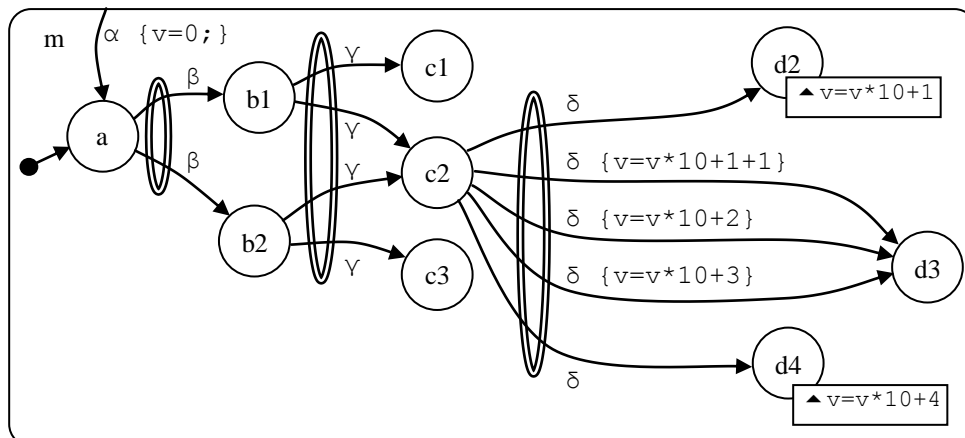 m
α {v=0;}
a
β
β
b1
b2
γ
γ
γ
γ
c1
c2
c3
δ
δ {v=v*10+1+1}
δ {v=v*10+2}
δ {v=v*10+3}
δ
d2
▲ v=v*10+1
d3
d4
▲ v=v*10+4